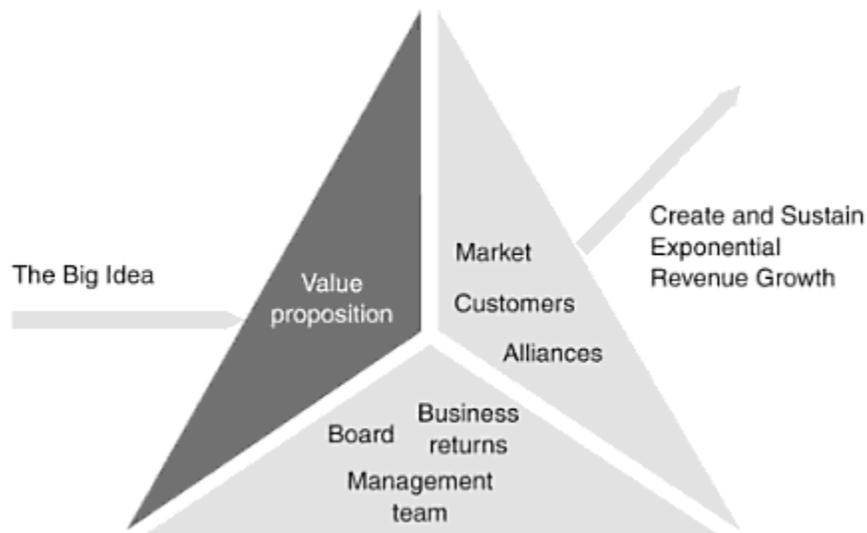 The Big Idea
Value
proposition
Market
Customers
Alliances
Create and Sustain
Exponential
Revenue Growth
Board
Business
returns
Management
team